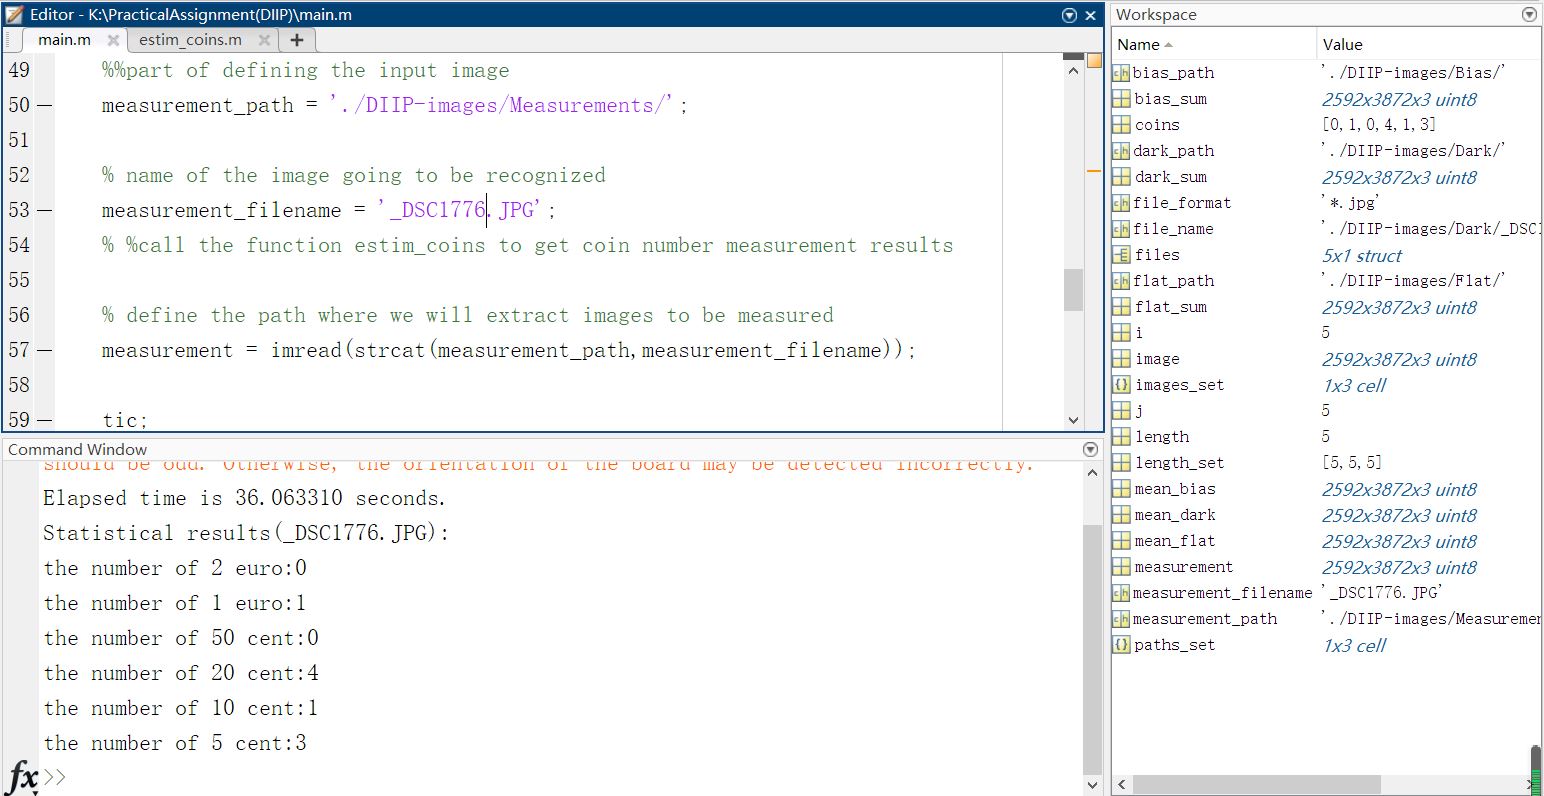 Editor - K:\PracticalAssignment(DIIP)\main.m
main.m estim_coins.m
49 %%part of defining the input image
50 measurement_path = './DIIP-images/Measurements/';
51
52 % name of the image going to be recognized
53 measurement_filename = '_DSC1776.JPG';
54 % %call the function estim_coins to get coin number measurement results
55
56 % define the path where we will extract images to be measured
57 measurement = imread(strcat(measurement_path,measurement_filename));
58
59 tic;
Command Window
should be odd. Otherwise, the orientation of the board may be detected incorrectly.
Elapsed time is 36.063310 seconds.
Statistical results(_DSC1776.JPG):
the number of 2 euro:0
the number of 1 euro:1
the number of 50 cent:0
the number of 20 cent:4
the number of 10 cent:1
the number of 5 cent:3
fx >>
Workspace
Name Value
bias_path './DIIP-images/Bias/'
bias_sum 2592x3872x3 uint8
coins [0,1,0,4,1,3]
dark_path './DIIP-images/Dark/'
dark_sum 2592x3872x3 uint8
file_format '*.jpg'
file_name './DIIP-images/Dark/_DSC1
files 5x1 struct
flat_path './DIIP-images/Flat/'
flat_sum 2592x3872x3 uint8
i 5
image 2592x3872x3 uint8
images_set 1x3 cell
j 5
length 5
length_set [5,5,5]
mean_bias 2592x3872x3 uint8
mean_dark 2592x3872x3 uint8
mean_flat 2592x3872x3 uint8
measurement 2592x3872x3 uint8
measurement_filename '_DSC1776.JPG'
measurement_path './DIIP-images/Measuremen
paths_set 1x3 cell